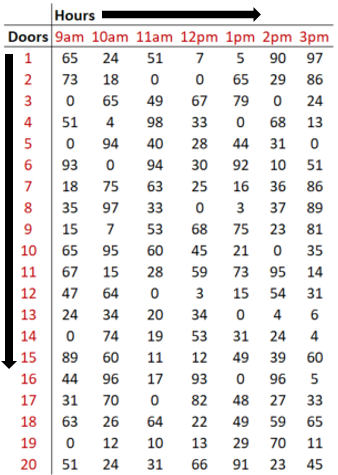 Hours
Doors 9am 10am 11am 12pm 1pm 2pm 3pm
1 65 24 51 7 5 90 97
2 73 18 0 0 65 29 86
3 0 65 49 67 79 0 24
4 51 4 98 33 0 68 13
5 0 94 40 28 44 31 0
6 93 0 94 30 92 10 51
7 18 75 63 25 16 36 86
8 35 97 33 0 3 37 89
9 15 7 53 68 75 23 81
10 65 95 60 45 21 0 35
11 67 15 28 59 73 95 14
12 47 64 0 3 15 54 31
13 24 34 20 34 0 4 6
14 0 74 19 53 31 24 4
15 89 60 11 12 49 39 60
16 44 96 17 93 0 96 5
17 31 70 0 82 48 27 33
18 63 26 64 22 49 59 65
19 0 12 10 13 29 70 11
20 51 24 31 66 91 23 45